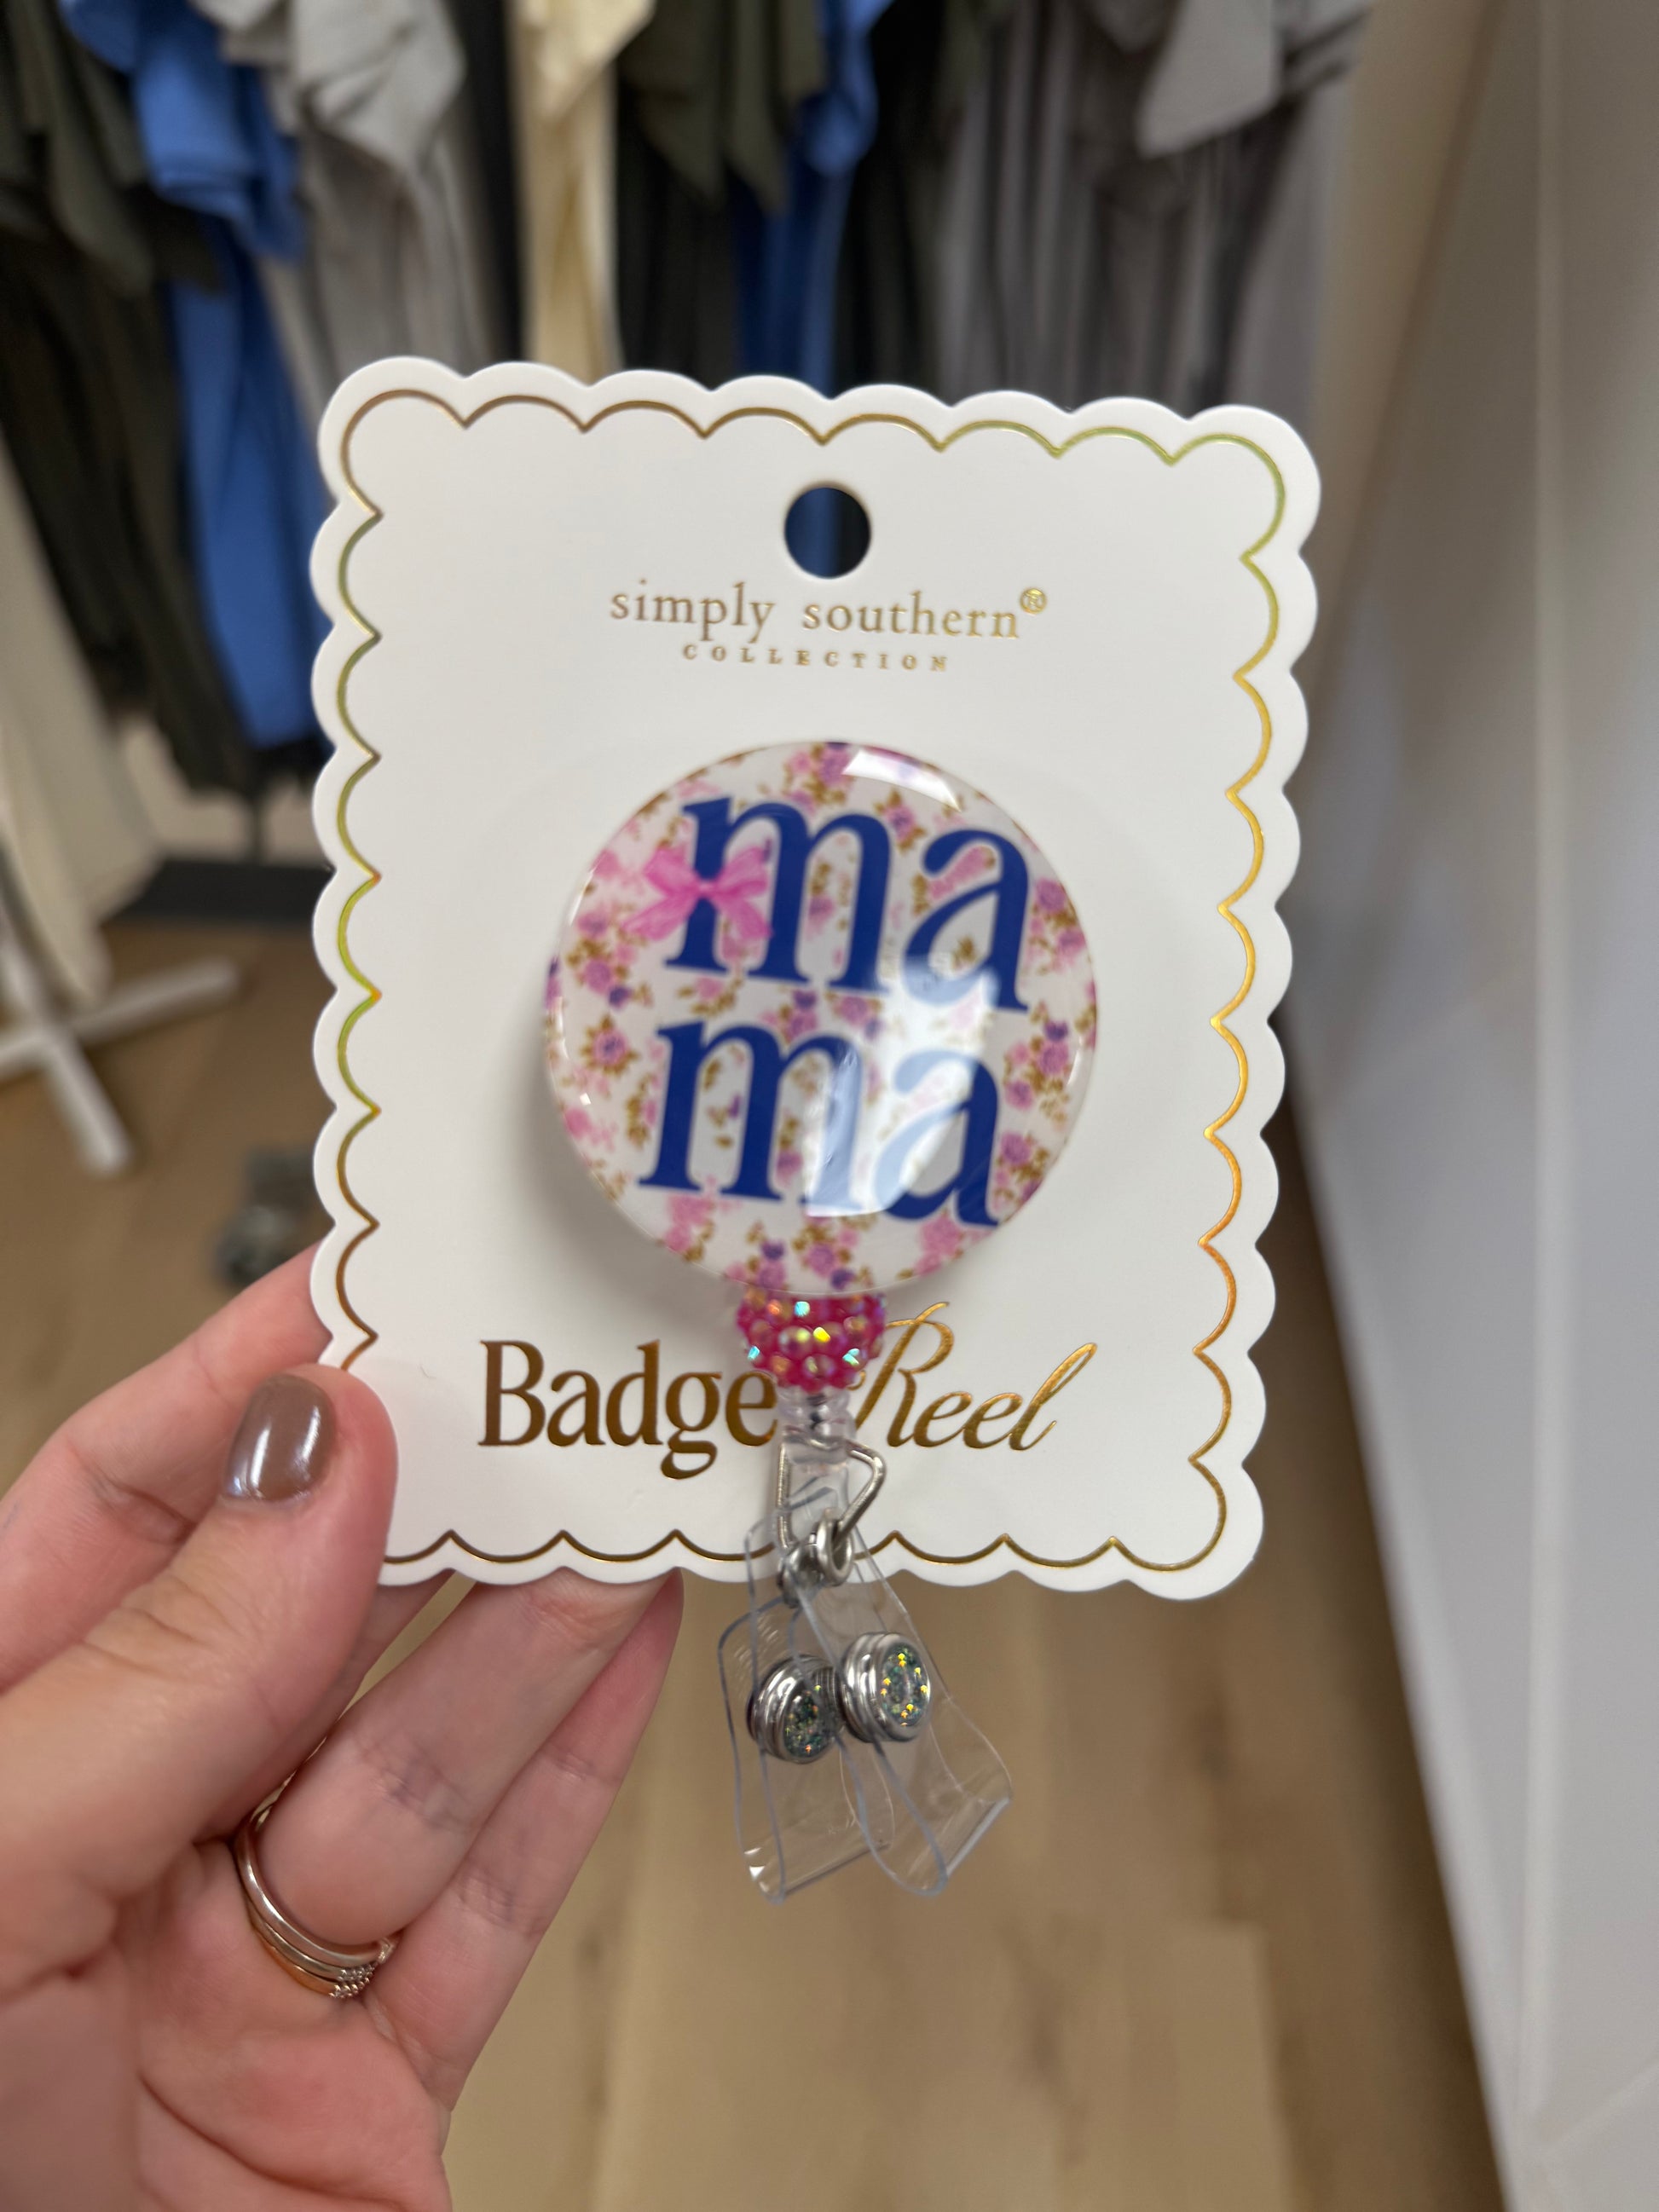 simply southern®
COLLECTION
ma
ma
Badge Reel